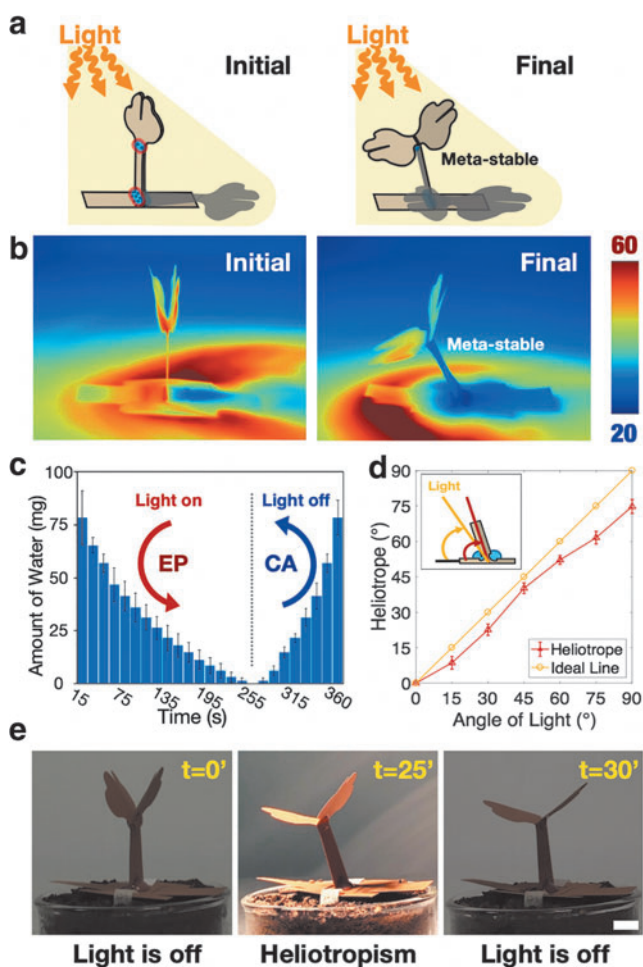 a
Light
Initial
Light
Final
Meta-stable
b
Initial
Final
Meta-stable
60
20
c
100
75
50
25
0
Amount of Water (mg)
Light on
EP
Light off
CA
15
75
135
195
255
315
360
Time (s)
d
90
75
60
45
30
15
0
Heliotrope (°)
Light
Heliotrope
Ideal Line
0
15
30
45
60
75
90
Angle of Light (°)
e
t=0'
t=25'
t=30'
Light is off
Heliotropism
Light is off